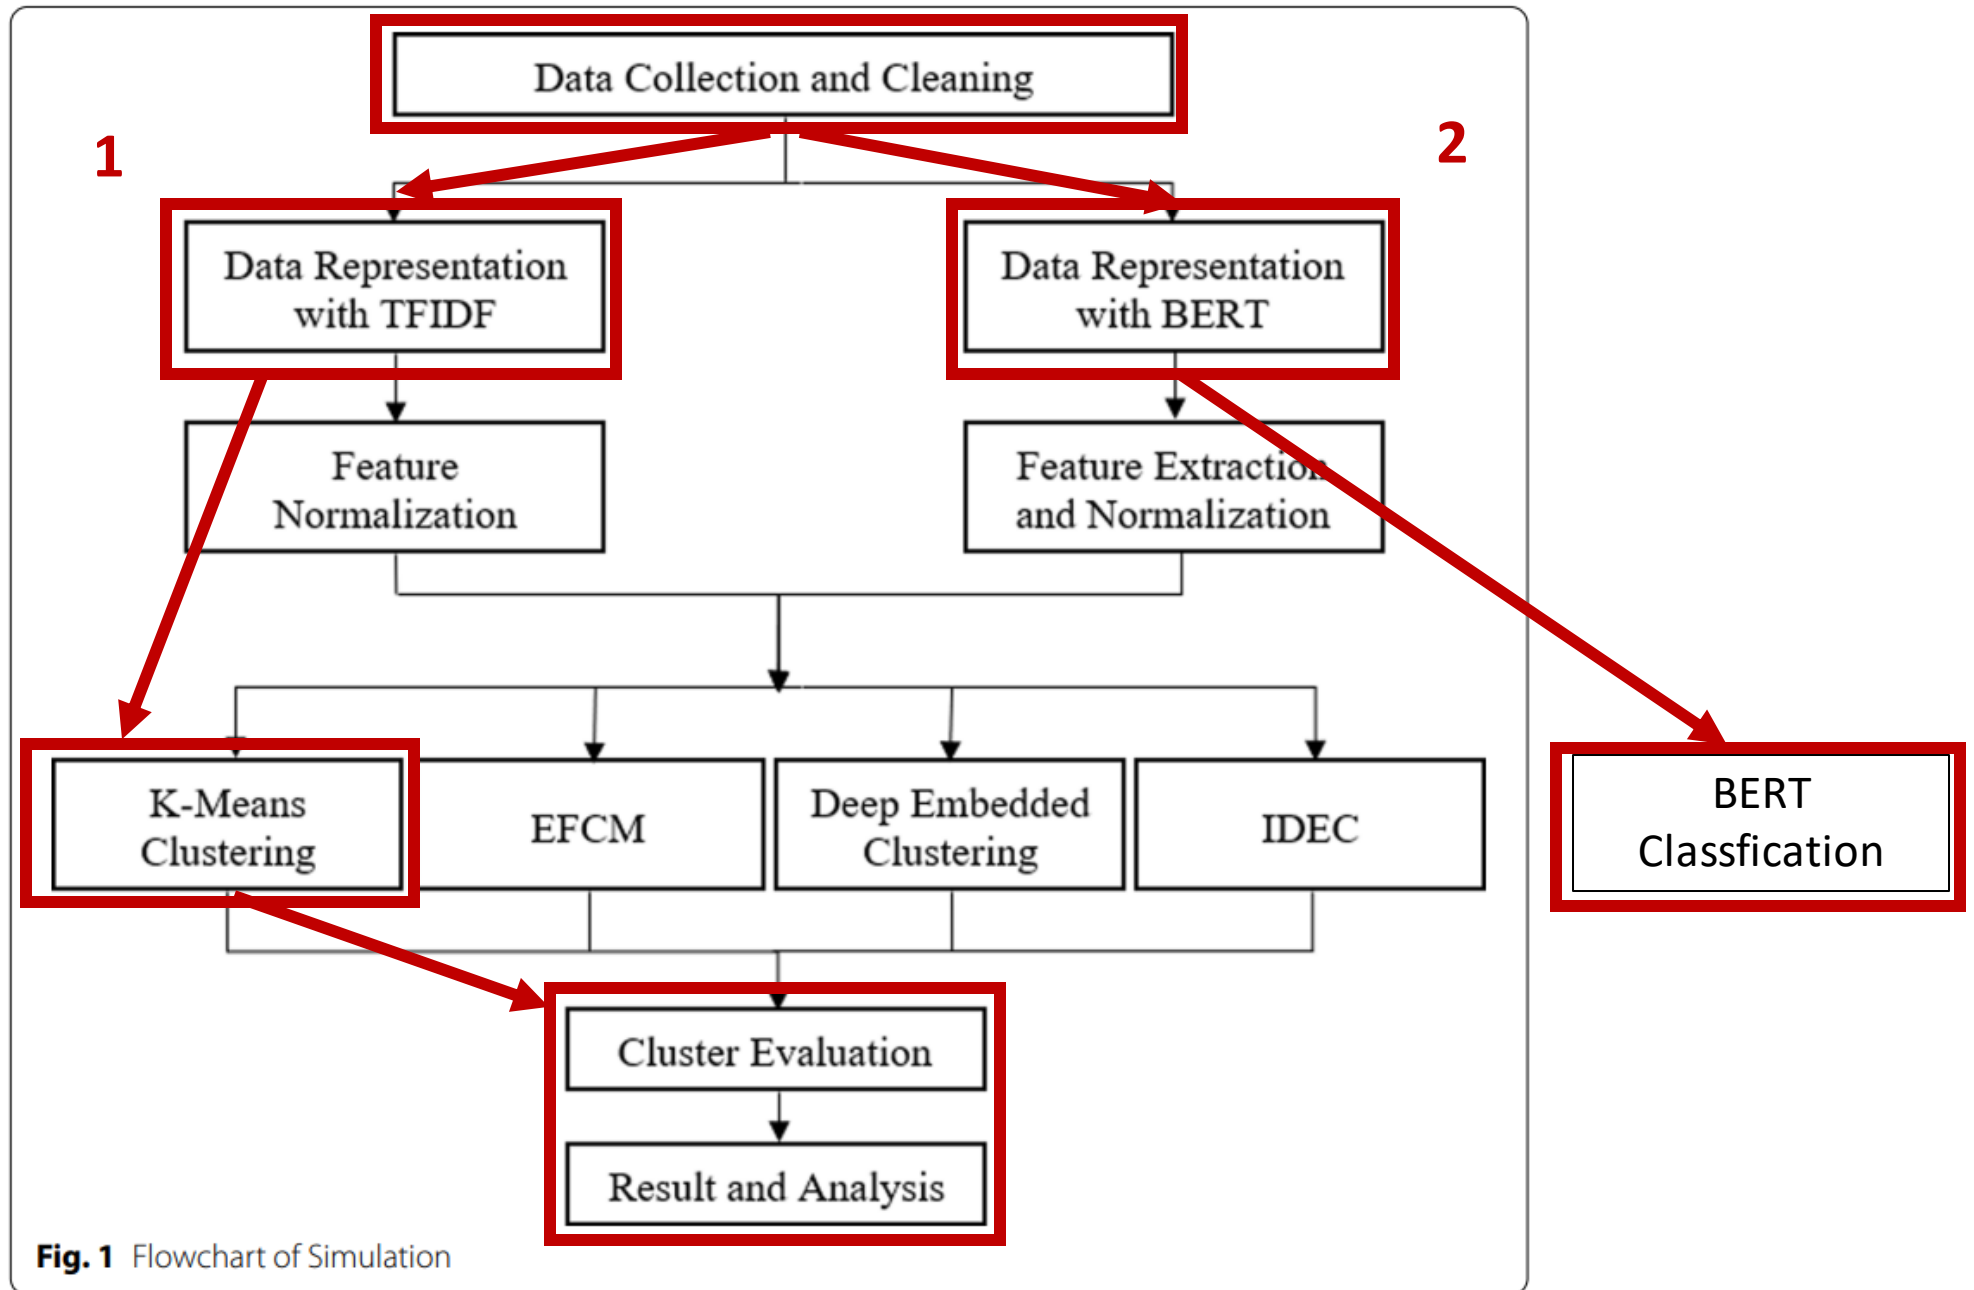 Data Collection and Cleaning
1
2
Data Representation
with TFIDF
Data Representation
with BERT
Feature
Normalization
Feature Extraction
and Normalization
K-Means
Clustering
EFCM
Deep Embedded
Clustering
IDEC
BERT
Classfication
Cluster Evaluation
Result and Analysis
Fig. 1 Flowchart of Simulation